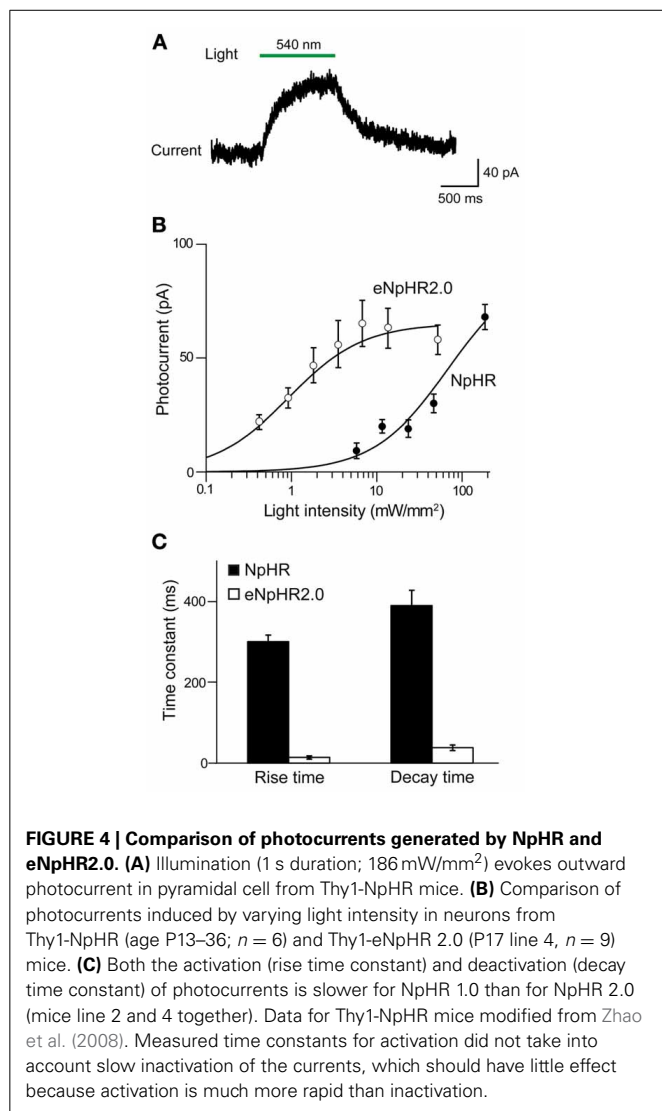 A
Light
540 nm
Current
40 pA
500 ms
B
100
50
0
Photocurrent (pA)
eNpHR2.0
NpHR
0.1
1
10
100
Light intensity (mW/mm²)
C
NpHR
eNpHR2.0
400
200
0
Time constant (ms)
Rise time
Decay time
FIGURE 4 | Comparison of photocurrents generated by NpHR and
eNpHR2.0. (A) Illumination (1 s duration; 186 mW/mm²) evokes outward
photocurrent in pyramidal cell from Thy1-NpHR mice. (B) Comparison of
photocurrents induced by varying light intensity in neurons from
Thy1-NpHR (age P13–36; n = 6) and Thy1-eNpHR 2.0 (P17 line 4, n = 9)
mice. (C) Both the activation (rise time constant) and deactivation (decay
time constant) of photocurrents is slower for NpHR 1.0 than for NpHR 2.0
(mice line 2 and 4 together). Data for Thy1-NpHR mice modified from Zhao
et al. (2008). Measured time constants for activation did not take into
account slow inactivation of the currents, which should have little effect
because activation is much more rapid than inactivation.